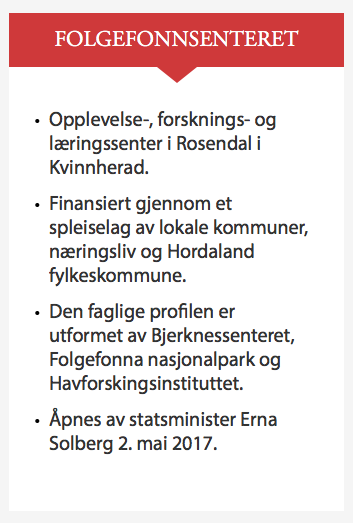 FOLGEFONNSENTERET
• Opplevelse-, forsknings- og
læringssenter i Rosendal i
Kvinnherad.
• Finansiert gjennom et
spleiselag av lokale kommuner,
næringsliv og Hordaland
fylkeskommune.
• Den faglige profilen er
utformet av Bjerknessenteret,
Folgefonna nasjonalpark og
Havforskingsinstituttet.
• Åpnes av statsminister Erna
Solberg 2. mai 2017.